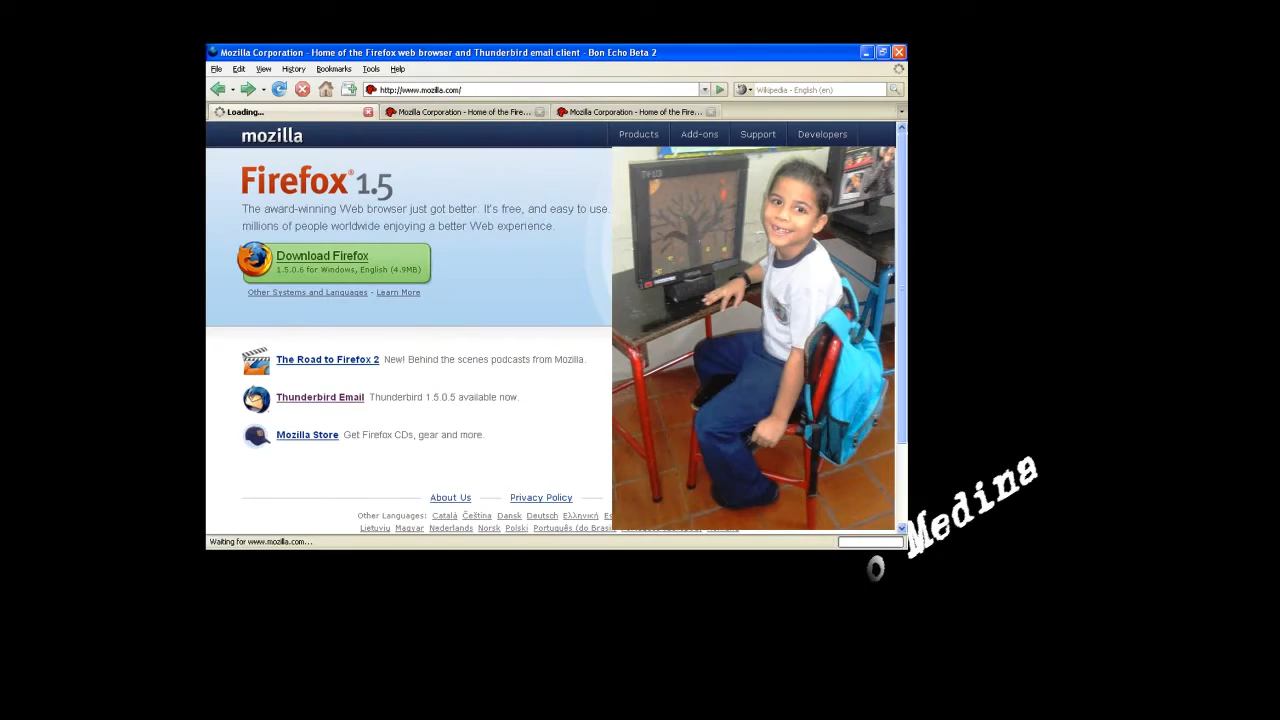 Mozilla Corporation - Home of the Firefox web browser and Thunderbird email client - Bon Echo Beta 2
File Edit View History Bookmarks Tools Help
http://www.mozilla.com/ Wikipedia - English (en)
Loading... Mozilla Corporation - Home of the Fire... Mozilla Corporation - Home of the Fire...
mozilla Products Add-ons Support Developers
Firefox® 1.5
The award-winning Web browser just got better. It's free, and easy to use.
millions of people worldwide enjoying a better Web experience.
Download Firefox
1.5.0.6 for Windows, English (4.9MB)
Other Systems and Languages - Learn More
The Road to Firefox 2 New! Behind the scenes podcasts from Mozilla.
Thunderbird Email Thunderbird 1.5.0.5 available now.
Mozilla Store Get Firefox CDs, gear and more.
About Us Privacy Policy
Other Languages: Català Čeština Dansk Deutsch Ελληνική Es
Lietuvių Magyar Nederlands Norsk Polski Português (do Brasi
Waiting for www.mozilla.com...
o Medina